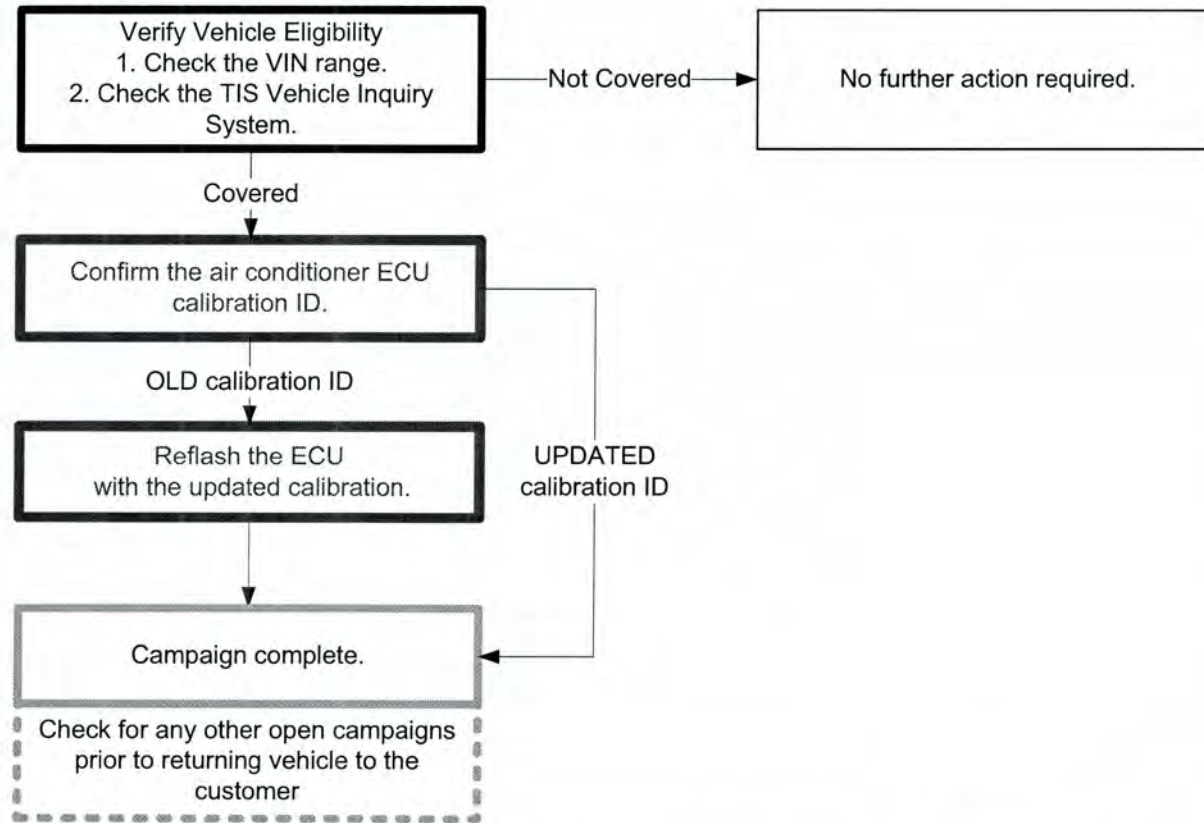 Verify Vehicle Eligibility
1. Check the VIN range.
2. Check the TIS Vehicle Inquiry
System.
Not Covered
No further action required.
Covered
Confirm the air conditioner ECU
calibration ID.
OLD calibration ID
Reflash the ECU
with the updated calibration.
UPDATED
calibration ID
Campaign complete.
Check for any other open campaigns
prior to returning vehicle to the
customer